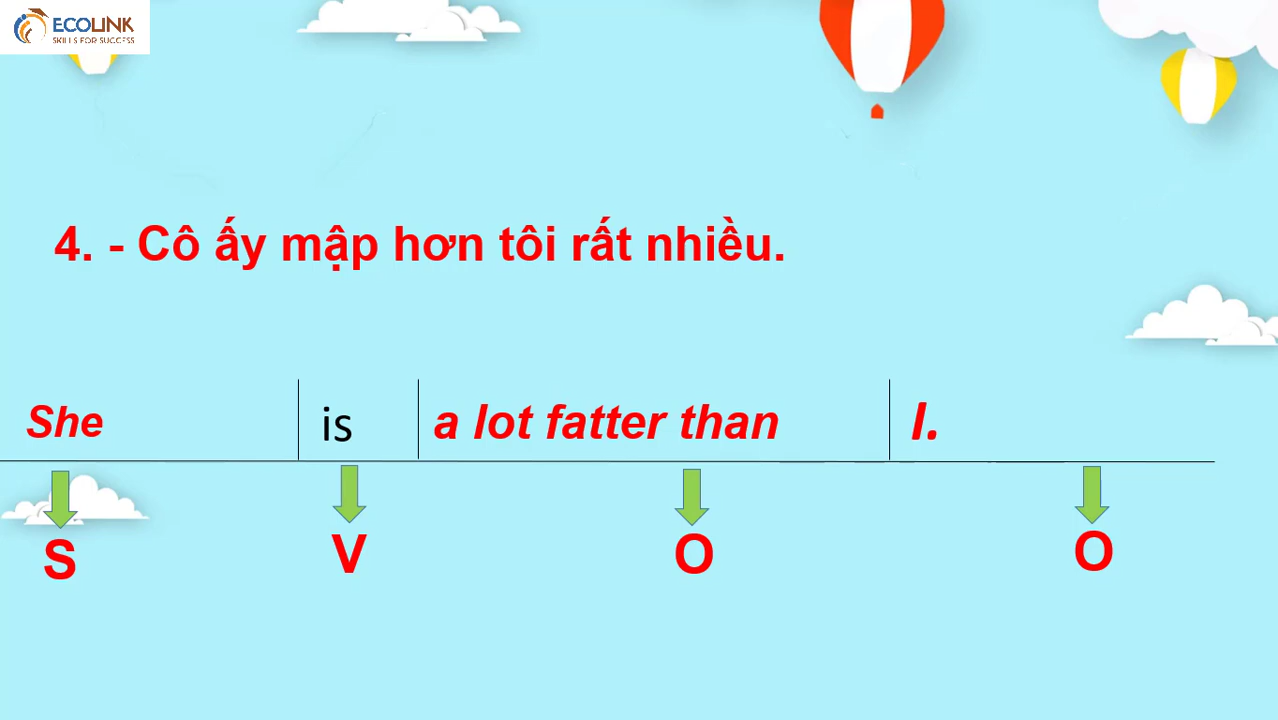 ECOLINK
SKILLS FOR SUCCESS
4. - Cô ấy mập hơn tôi rất nhiều.
She is a lot fatter than I.
S V O O